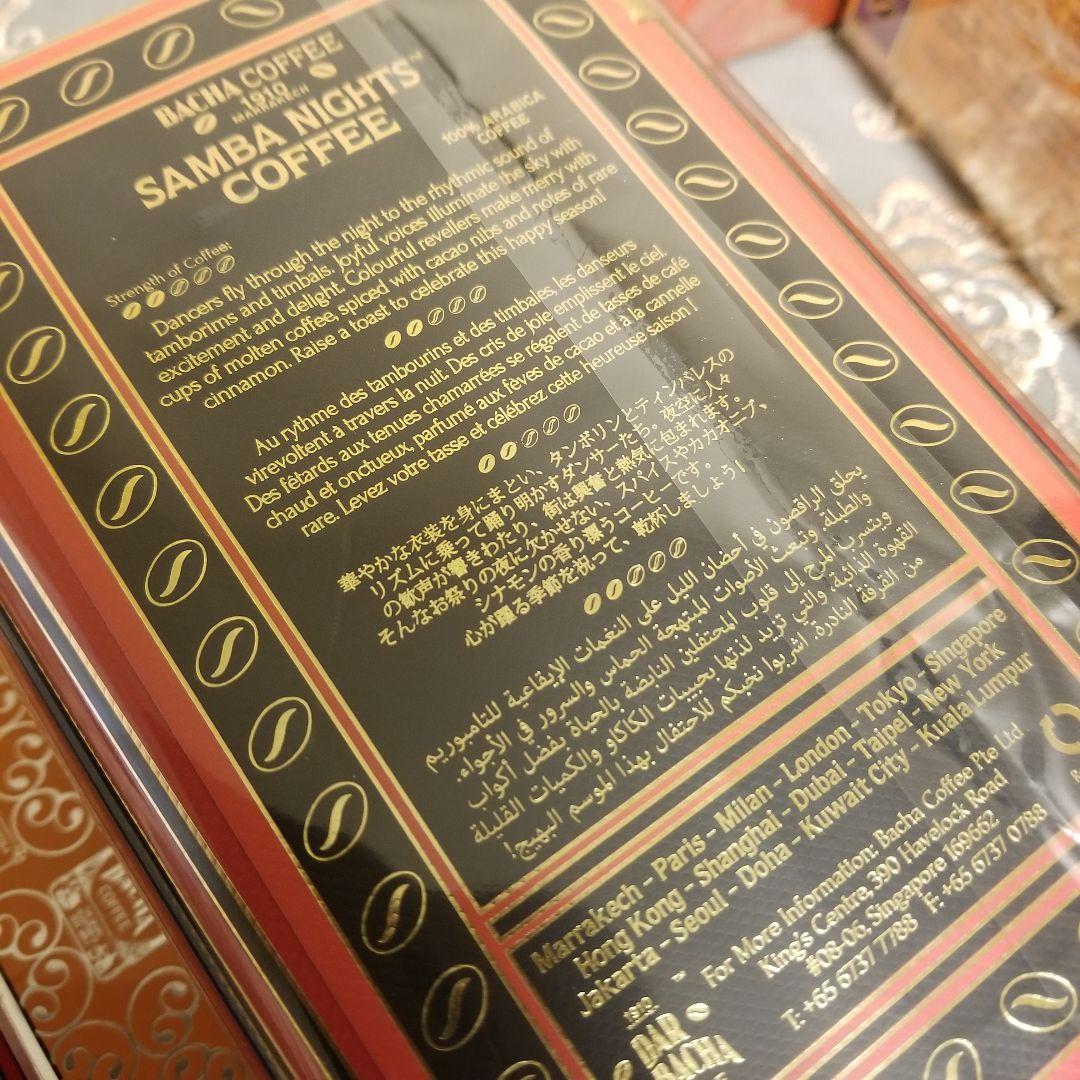 BACHA COFFEE
1910
MARRAKECH
SAMBA NIGHTS™
COFFEE
100% ARABICA
COFFEE
Strength of Coffee:
Dancers fly through the night to the rhythmic sound of
tamborims and timbals. Joyful voices illuminate the sky with
excitement and delight. Colourful revellers make merry with
cups of molten coffee, spiced with cacao nibs and notes of rare
cinnamon. Raise a toast to celebrate this happy season!
Au rythme des tambourins et des timbales, les danseurs
virevoltent à travers la nuit. Des cris de joie emplissent le ciel.
Des fêtards aux tenues chamarrées se régalent de tasses de café
chaud et onctueux, parfumé aux fèves de cacao et à la cannelle
rare. Levez votre tasse et célébrez cette heureuse saison !
華やかな衣装を身にまとい、タンボリンとティンバレスの
リズムに乗って踊り明かすダンサーたち。夜空に人々
の歓声が響きわたり、街は興奮と熱気に包まれます。
そんなお祭りの夜に欠かせない、スパイスやカカオニブ、
シナモンの香り漂うコーヒーです。
心が躍る季節を祝って、乾杯しましょう！
يحلق الراقصون في أحضان الليل على النغمات الإيقاعية للتامبوريم
والطبلة وتبعث الأصوات المبتهجة الحماس والسرور في الأجواء.
ويتسرب المرح إلى قلوب المحتفلين النابضة بالحياة بفضل أكواب
القهوة الذائبة والتي تزيد لذتها بحبيبات الكاكاو والكميات القليلة
من القرفة النادرة. اشربوا نخبكم للاحتفال بهذا الموسم البهيج!
Marrakech - Paris - Milan - London - Tokyo - Singapore
Hong Kong - Shanghai - Dubai - Taipei - New York
Jakarta - Seoul - Doha - Kuwait City - Kuala Lumpur
For More Information: Bacha Coffee Pte Ltd
King's Centre, 390 Havelock Road
#08-06, Singapore 169662
T: +65 6737 7788 F: +65 6737 0788
1910
DAR
BACHA
BACHA
COFFEE